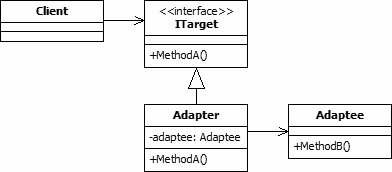 Client
<<interface>>
ITarget
+MethodA()
Adapter
-adaptee: Adaptee
+MethodA()
Adaptee
+MethodB()